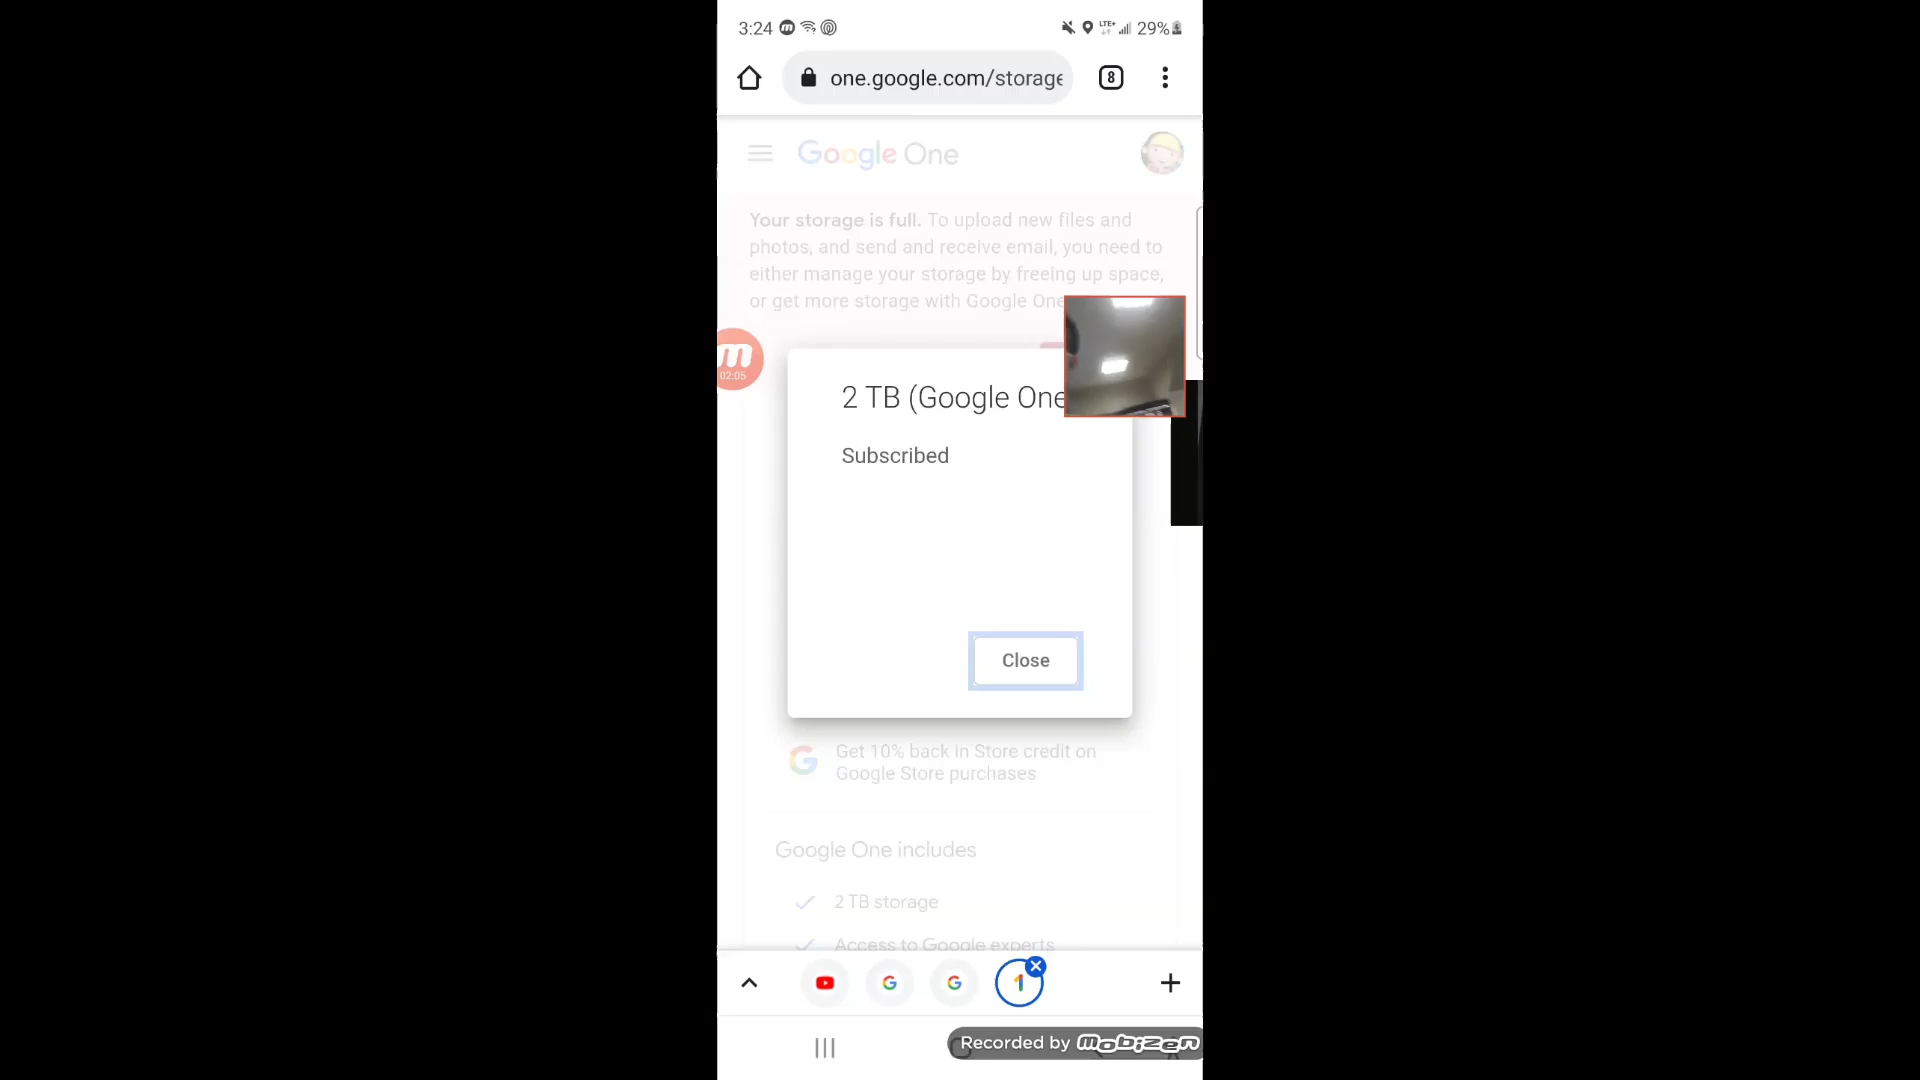 3:24
LTE+
29%
one.google.com/storage
8
Google One
Your storage is full. To upload new files and
photos, and send and receive email, you need to
either manage your storage by freeing up space,
or get more storage with Google One
m
02:05
2 TB (Google One
Subscribed
Close
Get 10% back in Store credit on
Google Store purchases
Google One includes
2 TB storage
Access to Google experts
Recorded by mobizen